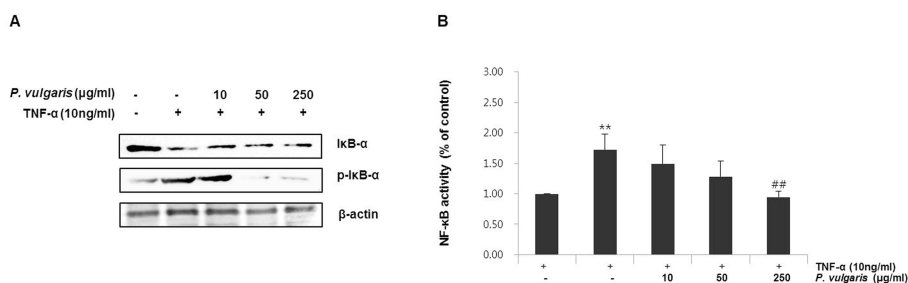 A
P. vulgaris (μg/ml) - - 10 50 250
TNF-α (10ng/ml) - + + + +
IκB-α
p-IκB-α
β-actin
B
NF-κB activity (% of control)
3.00
2.50
2.00
1.50
1.00
0.50
0.00
**
##
+ + + + + TNF-α (10ng/ml)
- - 10 50 250 P. vulgaris (μg/ml)